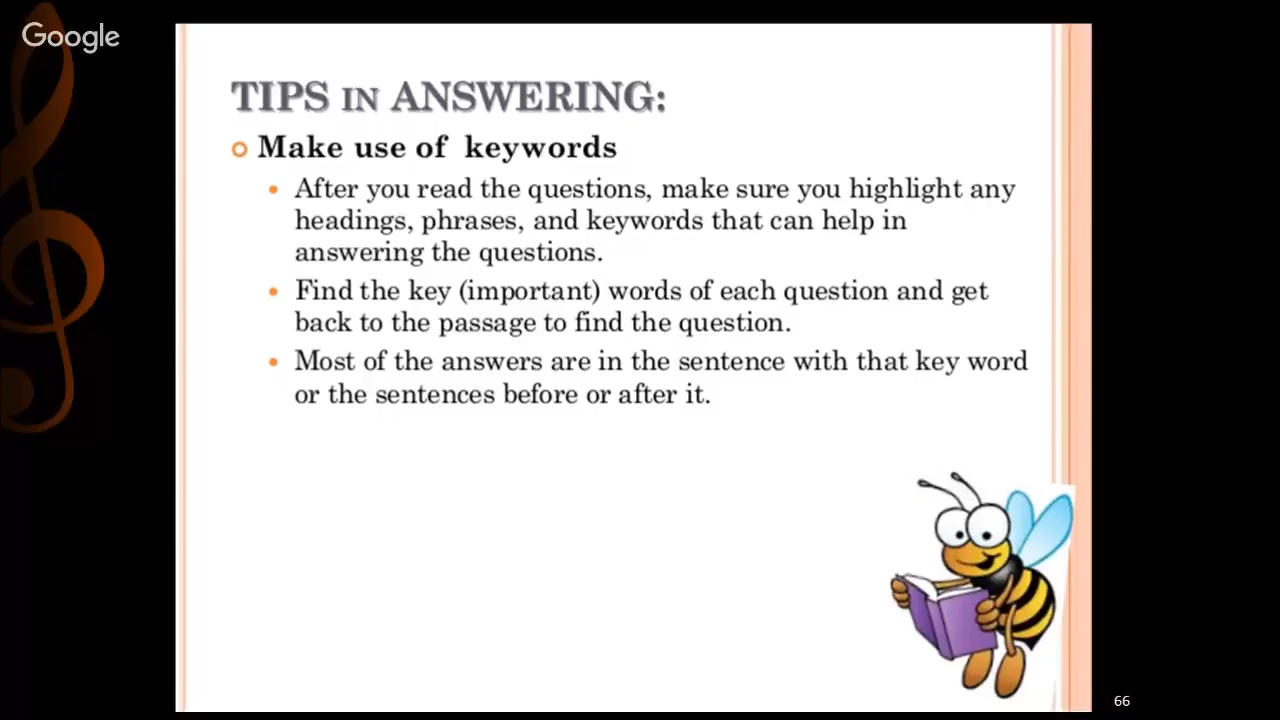 Google
TIPS IN ANSWERING:
Make use of keywords
• After you read the questions, make sure you highlight any
headings, phrases, and keywords that can help in
answering the questions.
• Find the key (important) words of each question and get
back to the passage to find the question.
• Most of the answers are in the sentence with that key word
or the sentences before or after it.
66